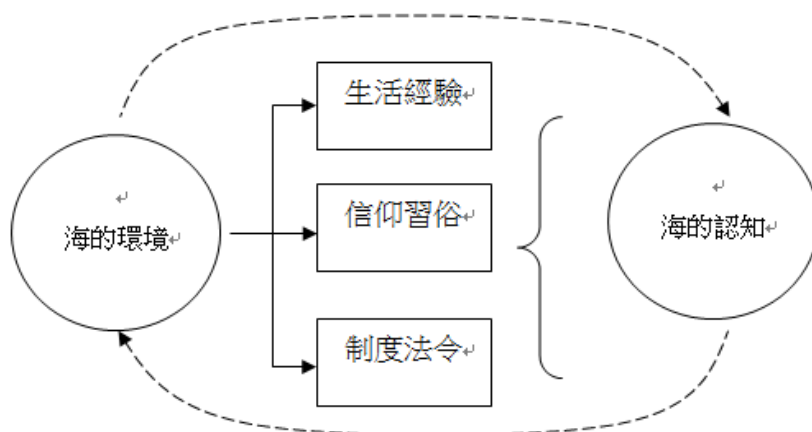 生活經驗
信仰習俗
制度法令
海的環境
海的認知